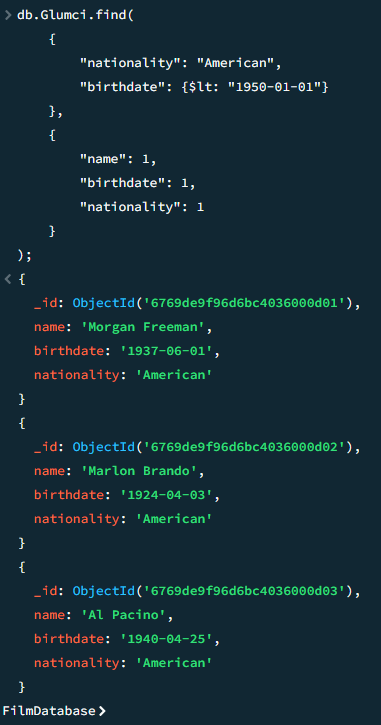 > db.Glumci.find(
{
"nationality": "American",
"birthdate": {$lt: "1950-01-01"}
},
{
"name": 1,
"birthdate": 1,
"nationality": 1
}
);
< {
_id: ObjectId('6769de9f96d6bc4036000d01'),
name: 'Morgan Freeman',
birthdate: '1937-06-01',
nationality: 'American'
}
{
_id: ObjectId('6769de9f96d6bc4036000d02'),
name: 'Marlon Brando',
birthdate: '1924-04-03',
nationality: 'American'
}
{
_id: ObjectId('6769de9f96d6bc4036000d03'),
name: 'Al Pacino',
birthdate: '1940-04-25',
nationality: 'American'
}
FilmDatabase>